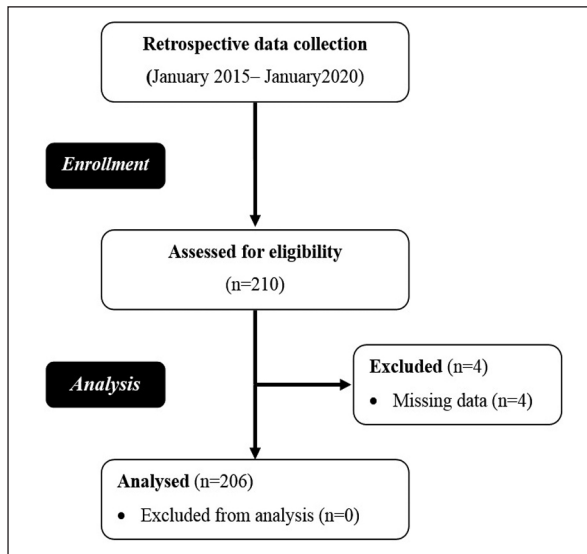 Retrospective data collection
(January 2015– January2020)
Enrollment
Assessed for eligibility
(n=210)
Analysis
Excluded (n=4)
• Missing data (n=4)
Analysed (n=206)
• Excluded from analysis (n=0)